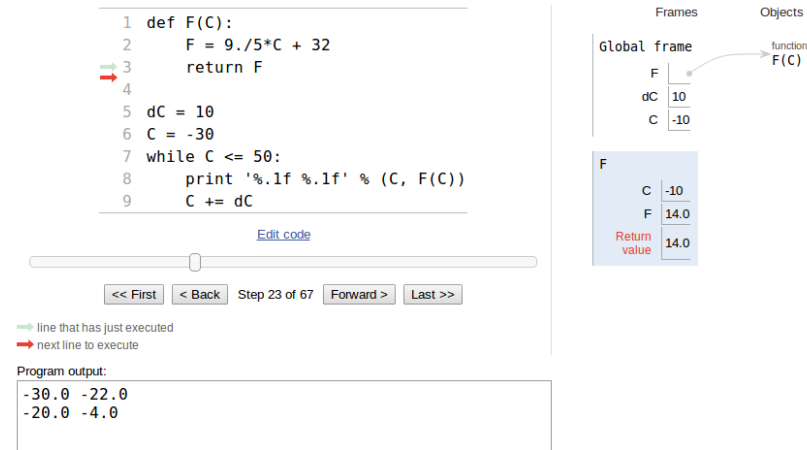 1 def F(C):
2     F = 9./5*C + 32
3     return F
4
5 dC = 10
6 C = -30
7 while C <= 50:
8     print '%.1f %.1f' % (C, F(C))
9     C += dC
Edit code
<< First < Back Step 23 of 67 Forward > Last >>
line that has just executed
next line to execute
Program output:
-30.0 -22.0
-20.0 -4.0
Frames Objects
Global frame
F
dC 10
C -10
function
F(C)
F
C -10
F 14.0
Return
value 14.0